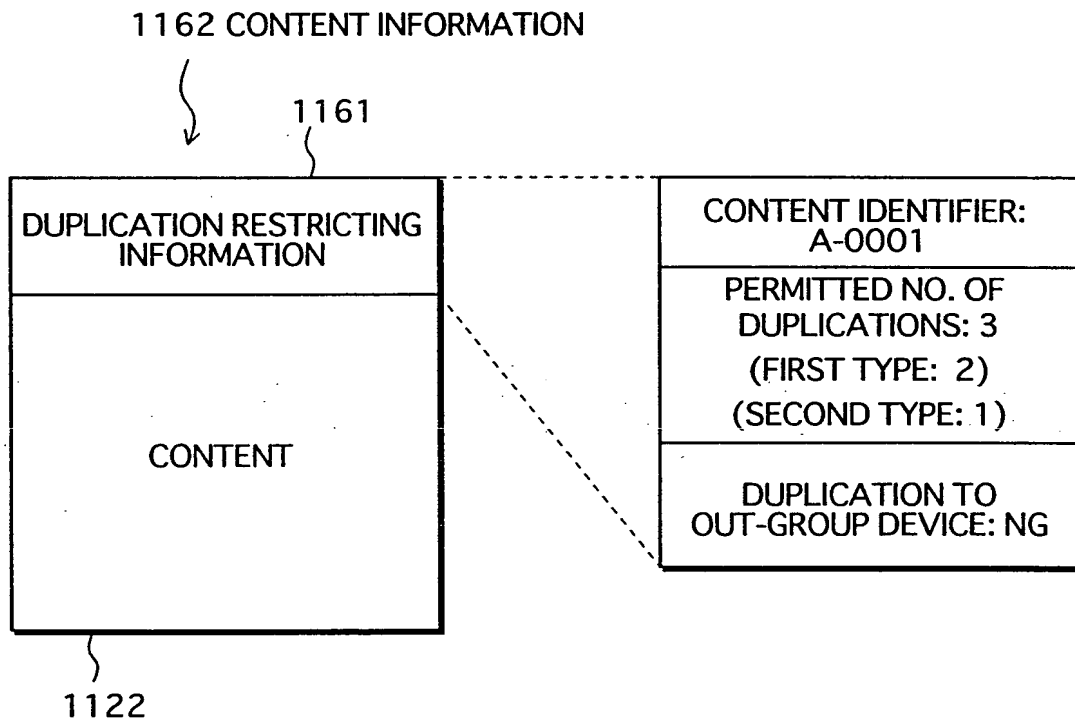 1162 CONTENT INFORMATION
1161
DUPLICATION RESTRICTING
INFORMATION
CONTENT
1122
CONTENT IDENTIFIER:
A-0001
PERMITTED NO. OF
DUPLICATIONS: 3
(FIRST TYPE: 2)
(SECOND TYPE: 1)
DUPLICATION TO
OUT-GROUP DEVICE: NG